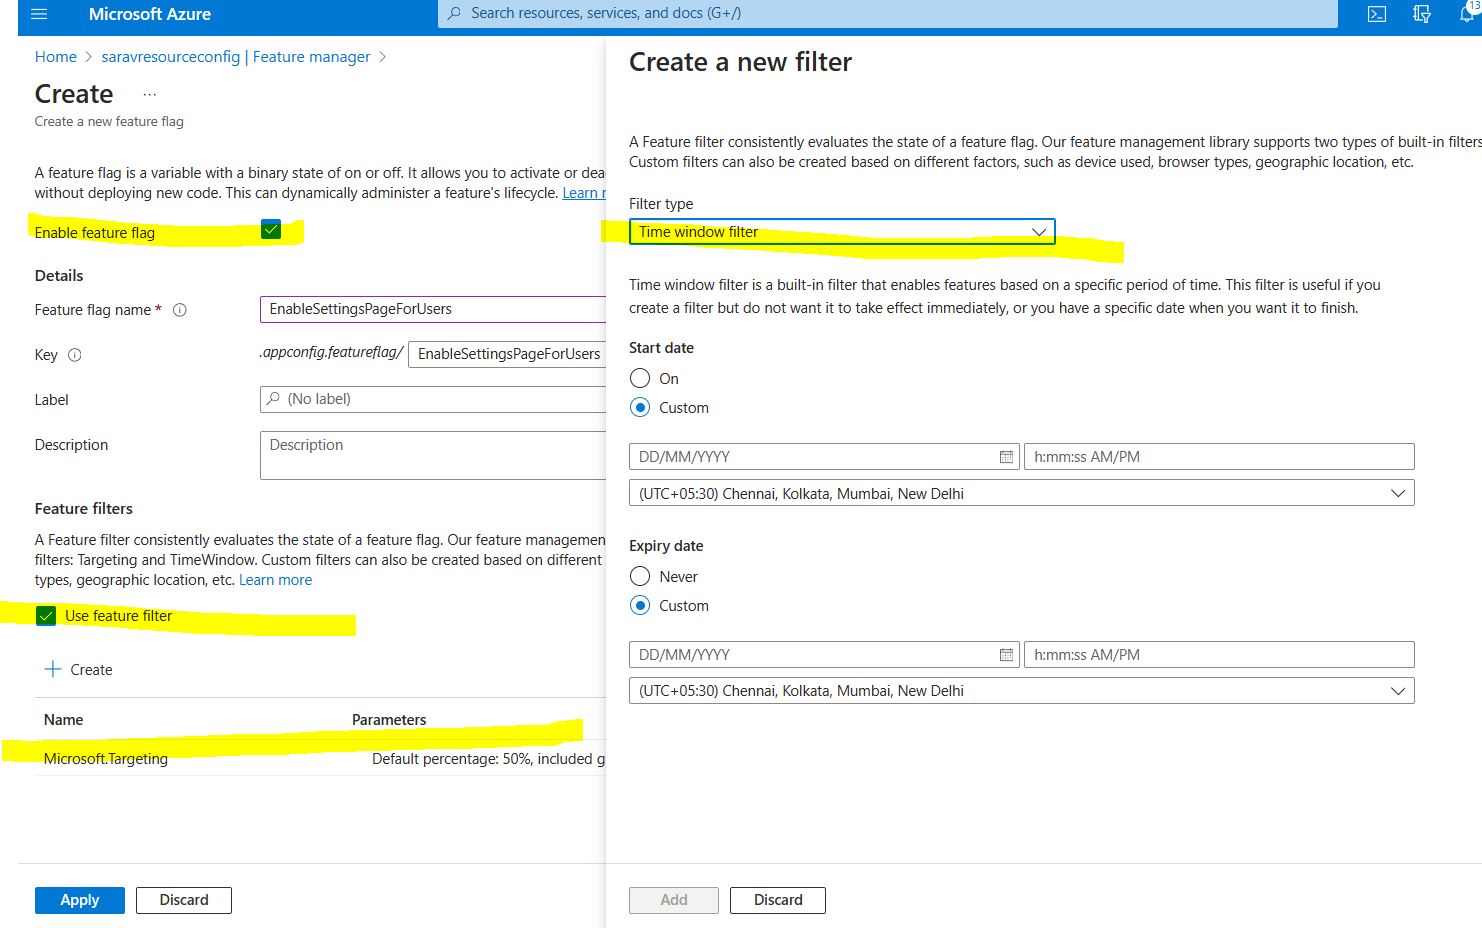 Microsoft Azure
Search resources, services, and docs (G+/)
13
Home > saravresourceconfig | Feature manager >
Create ...
Create a new feature flag
A feature flag is a variable with a binary state of on or off. It allows you to activate or dea
without deploying new code. This can dynamically administer a feature's lifecycle. Learn r
Enable feature flag
Details
Feature flag name *
EnableSettingsPageForUsers
Key
.appconfig.featureflag/ EnableSettingsPageForUsers
Label
(No label)
Description
Description
Feature filters
A Feature filter consistently evaluates the state of a feature flag. Our feature managemen
filters: Targeting and TimeWindow. Custom filters can also be created based on different
types, geographic location, etc. Learn more
Use feature filter
Create
Name Parameters
Microsoft.Targeting Default percentage: 50%, included g
Apply Discard
Create a new filter
A Feature filter consistently evaluates the state of a feature flag. Our feature management library supports two types of built-in filters
Custom filters can also be created based on different factors, such as device used, browser types, geographic location, etc.
Filter type
Time window filter
Time window filter is a built-in filter that enables features based on a specific period of time. This filter is useful if you
create a filter but do not want it to take effect immediately, or you have a specific date when you want it to finish.
Start date
On
Custom
DD/MM/YYYY h:mm:ss AM/PM
(UTC+05:30) Chennai, Kolkata, Mumbai, New Delhi
Expiry date
Never
Custom
DD/MM/YYYY h:mm:ss AM/PM
(UTC+05:30) Chennai, Kolkata, Mumbai, New Delhi
Add Discard